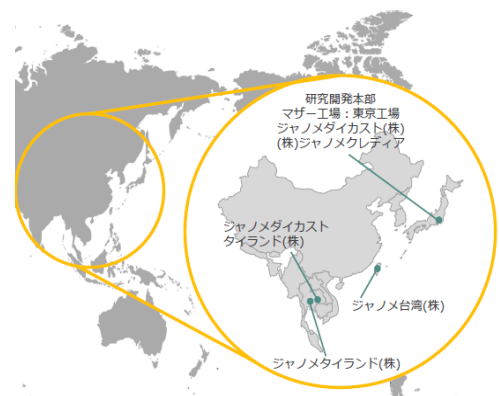 研究開発本部
マザー工場：東京工場
ジャノメダイカスト(株)
(株)ジャノメクレディア
ジャノメダイカスト
タイランド(株)
ジャノメ台湾(株)
ジャノメタイランド(株)